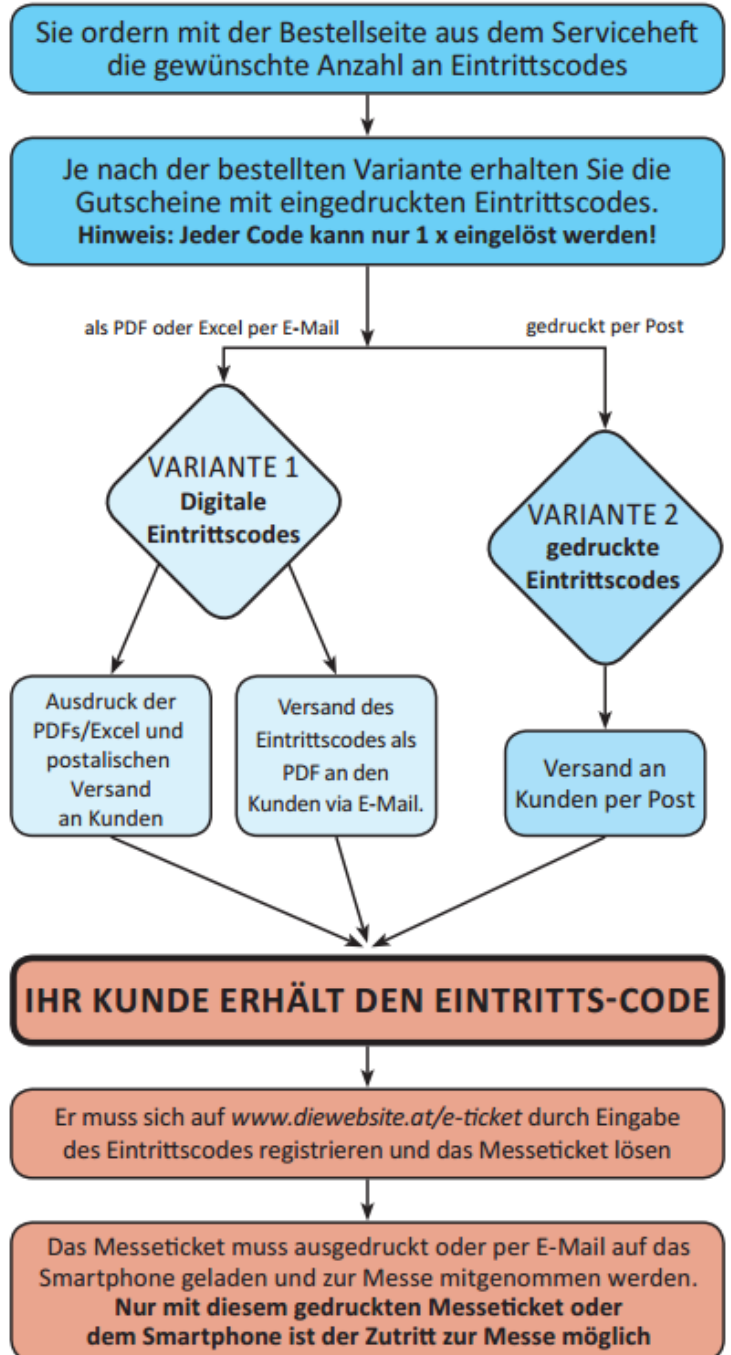 Sie ordern mit der Bestellseite aus dem Serviceheft
die gewünschte Anzahl an Eintrittscodes
Je nach der bestellten Variante erhalten Sie die
Gutscheine mit eingedruckten Eintrittscodes.
Hinweis: Jeder Code kann nur 1 x eingelöst werden!
als PDF oder Excel per E-Mail
gedruckt per Post
VARIANTE 1
Digitale
Eintrittscodes
VARIANTE 2
gedruckte
Eintrittscodes
Ausdruck der
PDFs/Excel und
postalischen
Versand
an Kunden
Versand des
Eintrittscodes als
PDF an den
Kunden via E-Mail.
Versand an
Kunden per Post
IHR KUNDE ERHÄLT DEN EINTRITTS-CODE
Er muss sich auf www.diewebsite.at/e-ticket durch Eingabe
des Eintrittscodes registrieren und das Messeticket lösen
Das Messeticket muss ausgedruckt oder per E-Mail auf das
Smartphone geladen und zur Messe mitgenommen werden.
Nur mit diesem gedruckten Messeticket oder
dem Smartphone ist der Zutritt zur Messe möglich